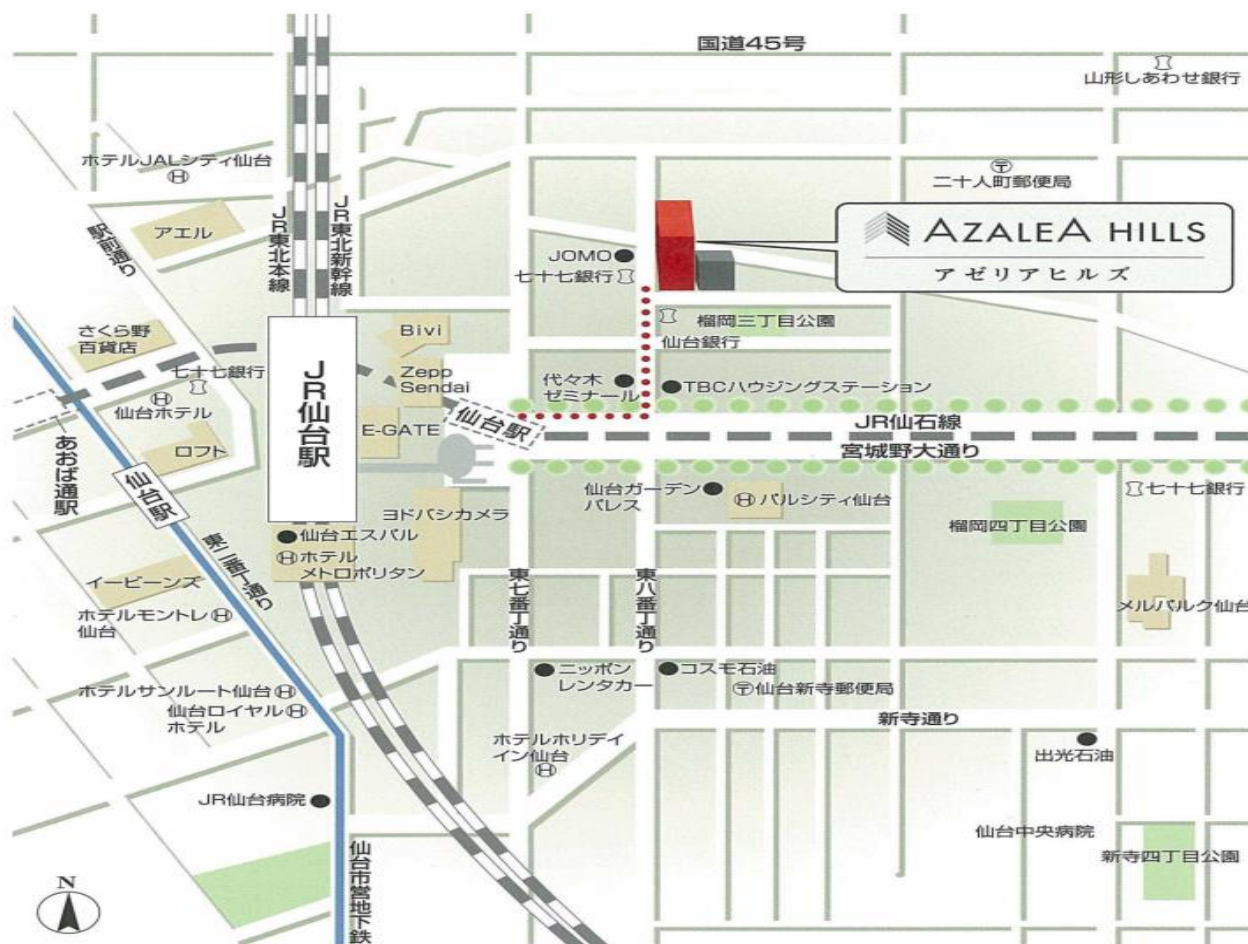 国道45号
山形しあわせ銀行
ホテルJALシティ仙台
H
二十人町郵便局
アエル
駅前通り
JR東北本線
JR東北新幹線
AZALEA HILLS
アゼリアヒルズ
JOMO
七十七銀行
Bivi
榴岡三丁目公園
仙台銀行
さくら野
百貨店
七十七銀行
JR仙台駅
Zepp
Sendai
代々木
ゼミナール
TBCハウジングステーション
H
仙台ホテル
E-GATE
仙台駅
JR仙石線
宮城野大通り
ロフト
あおば通駅
仙台駅
仙台ガーデン
パレス
H パルシティ仙台
七十七銀行
ヨドバシカメラ
榴岡四丁目公園
仙台エスパル
H ホテル
メトロポリタン
東二番丁通り
イービーンズ
東七番丁通り
東八番丁通り
メルパルク仙台
ホテルモントレ H
仙台
ニッポン
レンタカー
コスモ石油
〒仙台新寺郵便局
ホテルサンルート仙台 H
仙台ロイヤル H
ホテル
新寺通り
ホテルホリデイ
イン仙台
H
出光石油
JR仙台病院
仙台中央病院
新寺四丁目公園
仙台市営地下鉄
N